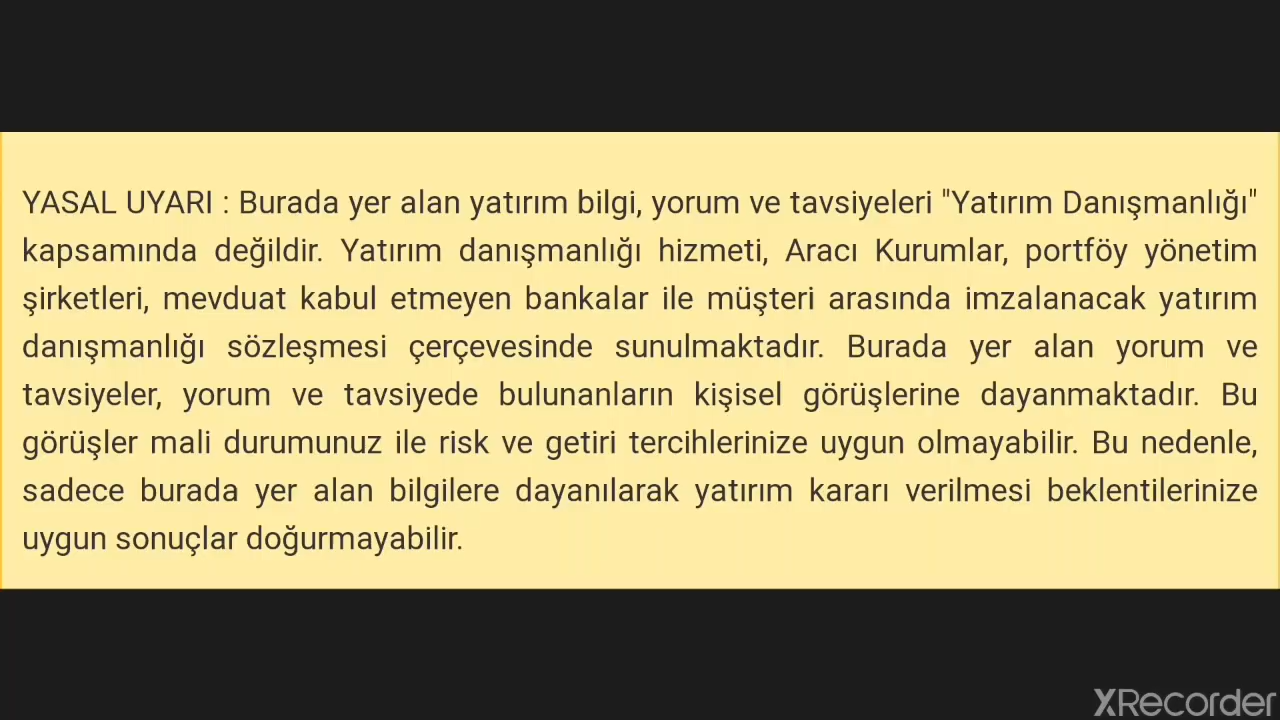 YASAL UYARI : Burada yer alan yatırım bilgi, yorum ve tavsiyeleri "Yatırım Danışmanlığı"
kapsamında değildir. Yatırım danışmanlığı hizmeti, Aracı Kurumlar, portföy yönetim
şirketleri, mevduat kabul etmeyen bankalar ile müşteri arasında imzalanacak yatırım
danışmanlığı sözleşmesi çerçevesinde sunulmaktadır. Burada yer alan yorum ve
tavsiyeler, yorum ve tavsiyede bulunanların kişisel görüşlerine dayanmaktadır. Bu
görüşler mali durumunuz ile risk ve getiri tercihlerinize uygun olmayabilir. Bu nedenle,
sadece burada yer alan bilgilere dayanılarak yatırım kararı verilmesi beklentilerinize
uygun sonuçlar doğurmayabilir.
XRecorder